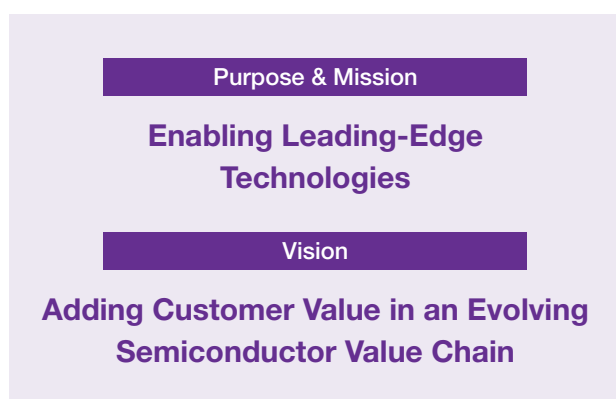 Purpose & Mission
Enabling Leading-Edge
Technologies
Vision
Adding Customer Value in an Evolving
Semiconductor Value Chain